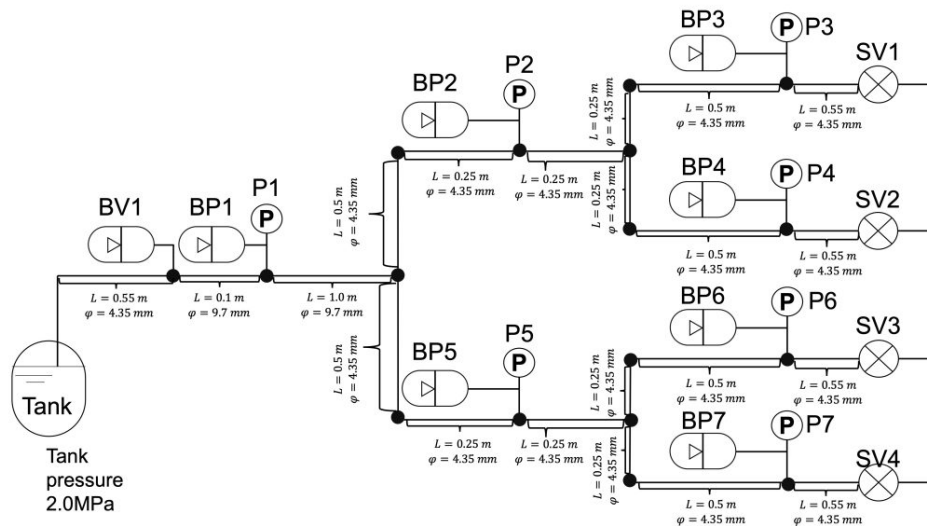 BP3
P P3
SV1
L = 0.5 m
φ = 4.35 mm
L = 0.55 m
φ = 4.35 mm
L = 0.25 m
φ = 4.35 mm
BP2
P2
P
L = 0.25 m
φ = 4.35 mm
L = 0.25 m
φ = 4.35 mm
L = 0.25 m
φ = 4.35 mm
BP4
P P4
SV2
L = 0.5 m
φ = 4.35 mm
L = 0.55 m
φ = 4.35 mm
L = 0.5 m
φ = 4.35 mm
BV1
BP1
P1
P
L = 0.55 m
φ = 4.35 mm
L = 0.1 m
φ = 9.7 mm
L = 1.0 m
φ = 9.7 mm
L = 0.5 m
φ = 4.35 mm
BP6
P P6
SV3
L = 0.5 m
φ = 4.35 mm
L = 0.55 m
φ = 4.35 mm
L = 0.25 m
φ = 4.35 mm
BP5
P5
P
L = 0.25 m
φ = 4.35 mm
L = 0.25 m
φ = 4.35 mm
L = 0.25 m
φ = 4.35 mm
BP7
P P7
SV4
L = 0.5 m
φ = 4.35 mm
L = 0.55 m
φ = 4.35 mm
Tank
Tank
pressure
2.0MPa